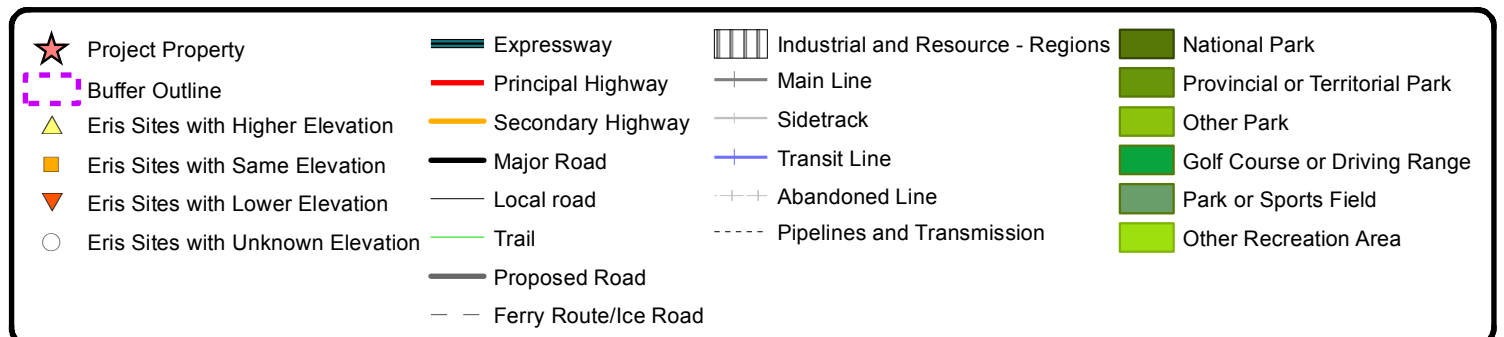 Project Property
Buffer Outline
Eris Sites with Higher Elevation
Eris Sites with Same Elevation
Eris Sites with Lower Elevation
Eris Sites with Unknown Elevation
Expressway
Principal Highway
Secondary Highway
Major Road
Local road
Trail
Proposed Road
Ferry Route/Ice Road
Industrial and Resource - Regions
Main Line
Sidetrack
Transit Line
Abandoned Line
Pipelines and Transmission
National Park
Provincial or Territorial Park
Other Park
Golf Course or Driving Range
Park or Sports Field
Other Recreation Area